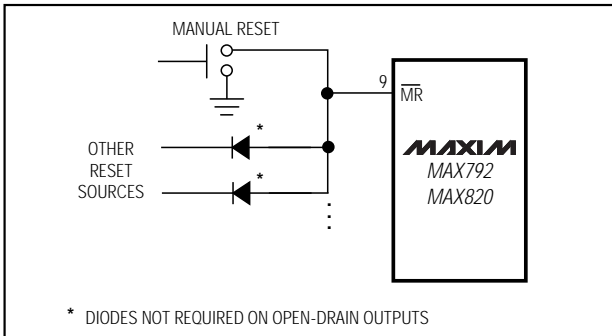 MANUAL RESET
9
MR
*
OTHER
RESET
SOURCES
*
MAXIM
MAX792
MAX820
* DIODES NOT REQUIRED ON OPEN-DRAIN OUTPUTS